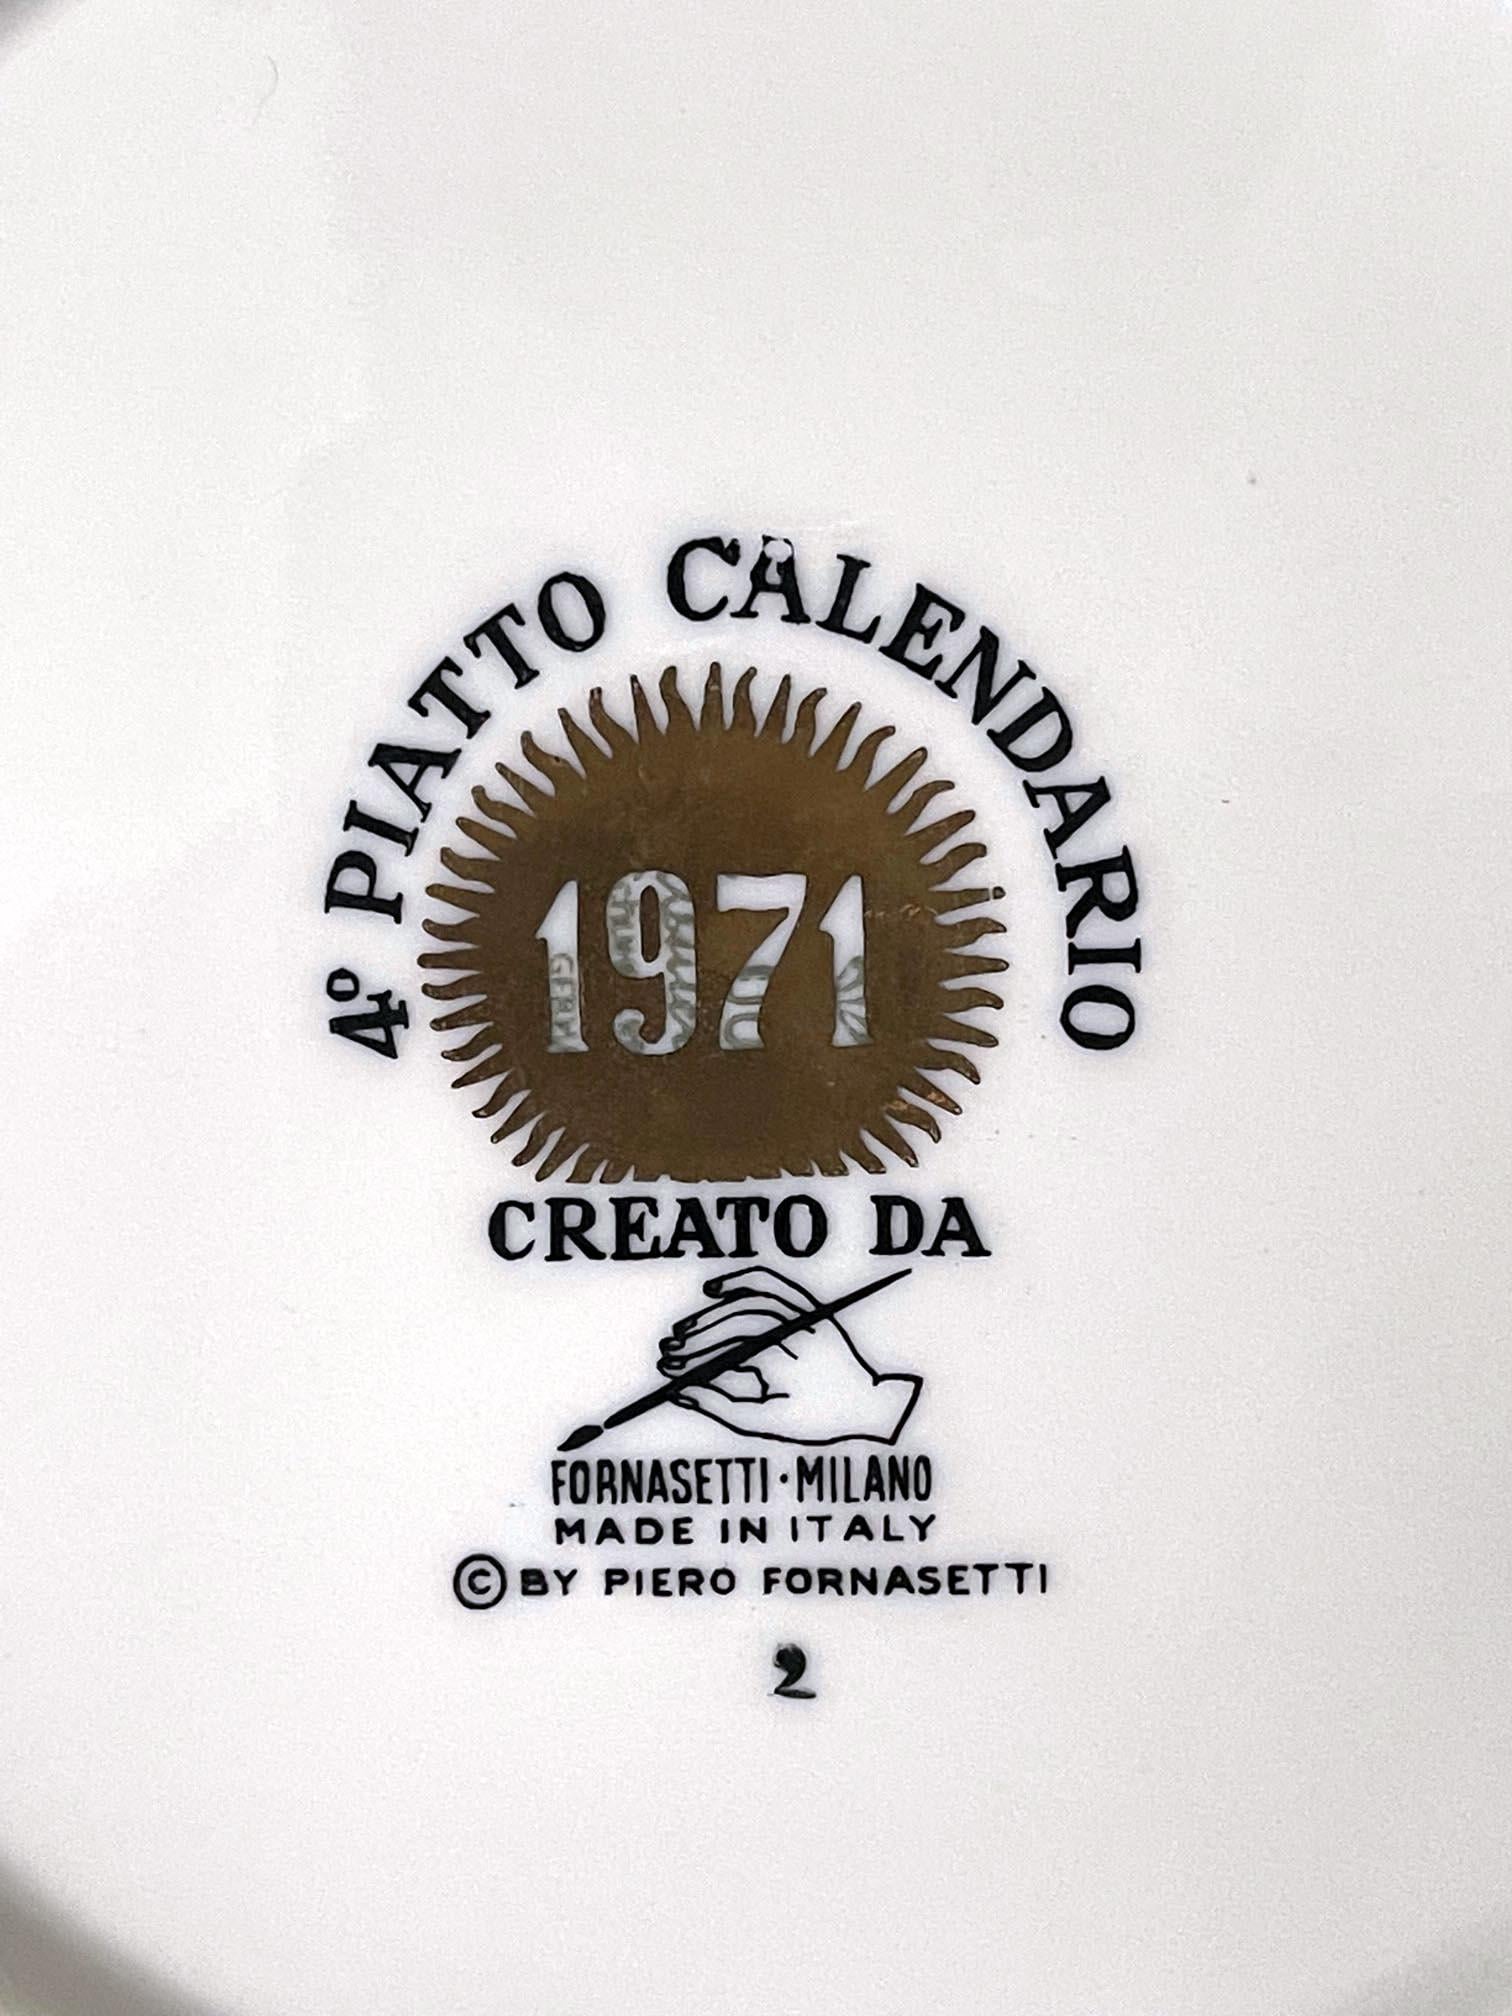 4º PIATTO CALENDARIO
1971
CREATO DA
FORNASETTI · MILANO
MADE IN ITALY
© BY PIERO FORNASETTI
2